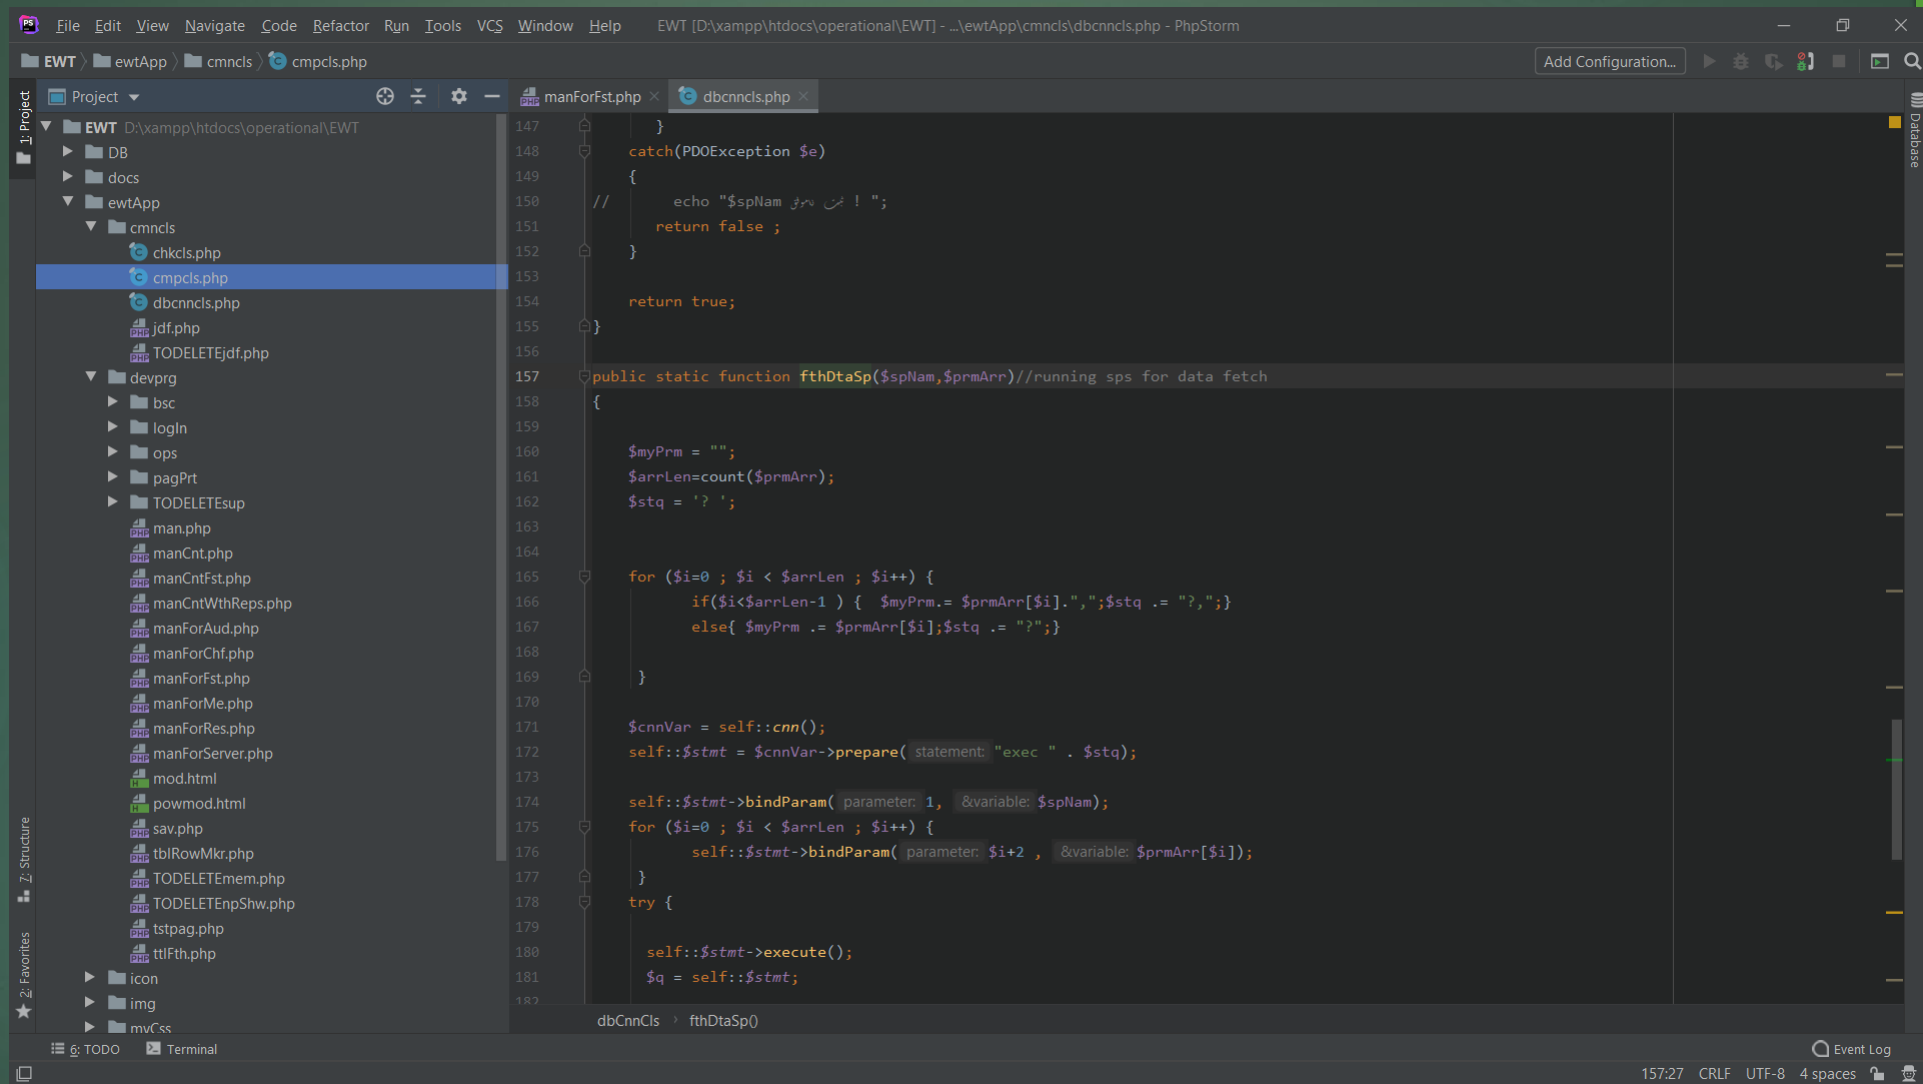 File Edit View Navigate Code Refactor Run Tools VCS Window Help EWT [D:\xampp\htdocs\operational\EWT] - ...\ewtApp\cmncls\dbcnncls.php - PhpStorm
EWT ewtApp cmncls cmpcls.php Add Configuration...
1: Project
7: Structure
2: Favorites
Project
EWT D:\xampp\htdocs\operational\EWT
DB
docs
ewtApp
cmncls
chkcls.php
cmpcls.php
dbcnncls.php
jdf.php
TODELETEjdf.php
devprg
bsc
logIn
ops
pagPrt
TODELETEsup
man.php
manCnt.php
manCntFst.php
manCntWthReps.php
manForAud.php
manForChf.php
manForFst.php
manForMe.php
manForRes.php
manForServer.php
mod.html
powmod.html
sav.php
tblRowMkr.php
TODELETEmem.php
TODELETEnpShw.php
tstpag.php
ttlFth.php
icon
img
myCss
manForFst.php dbcnncls.php
147 }
148 catch(PDOException $e)
149 {
150 // echo "$spNam ! ";
151 return false ;
152 }
153
154 return true;
155 }
156
157 public static function fthDtaSp($spNam,$prmArr)//running sps for data fetch
158 {
159
160 $myPrm = "";
161 $arrLen=count($prmArr);
162 $stq = '? ';
163
164
165 for ($i=0 ; $i < $arrLen ; $i++) {
166 if($i<$arrLen-1 ) { $myPrm.= $prmArr[$i].",";$stq .= "?,";}
167 else{ $myPrm .= $prmArr[$i];$stq .= "?";}
168
169 }
170
171 $cnnVar = self::cnn();
172 self::$stmt = $cnnVar->prepare( statement: "exec " . $stq);
173
174 self::$stmt->bindParam( parameter: 1, &variable: $spNam);
175 for ($i=0 ; $i < $arrLen ; $i++) {
176 self::$stmt->bindParam( parameter: $i+2 , &variable: $prmArr[$i]);
177 }
178 try {
179
180 self::$stmt->execute();
181 $q = self::$stmt;
182
dbCnnCls fthDtaSp()
Database
6: TODO Terminal Event Log
157:27 CRLF UTF-8 4 spaces